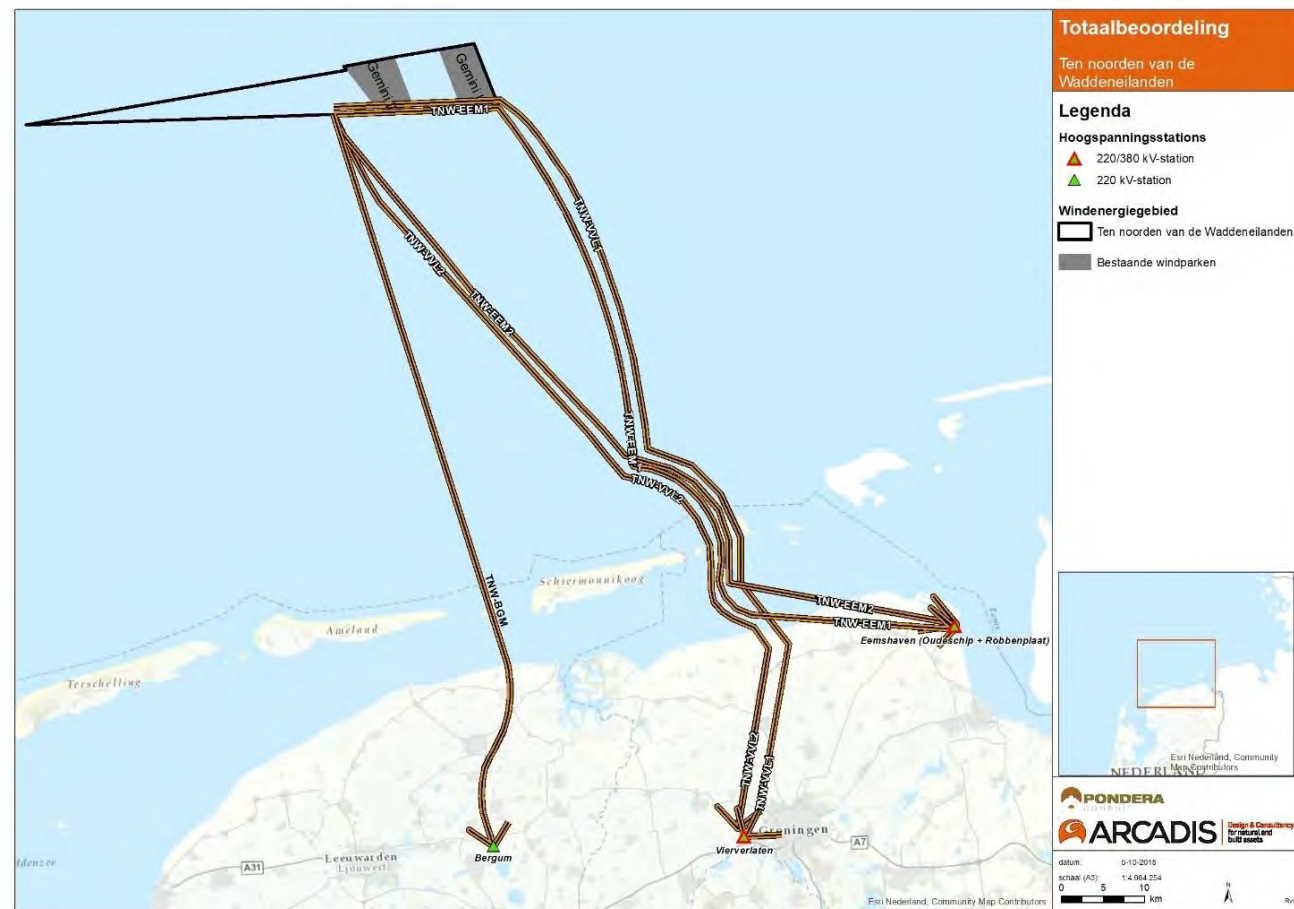 Totaalbeoordeling
Ten noorden van de
Waddeneilanden
Legenda
Hoogspanningsstations
220/380 kV-station
220 kV-station
Windenergiegebied
Ten noorden van de Waddeneilanden
Bestaande windparken
Gemini
Gemini
TNW-EEM1
TNW-VVL1
TNW-VVL2
TNW-EEM2
TNW-EEM1
TNW-VVL2
TNW-BGM
Schiermonnikoog
Ameland
Terschelling
TNW-EEM2
TNW-EEM1
Eemshaven (Oudeschip + Robbenplaat)
TNW-VVL2
TNW-VVL1
Groningen
A7
Vierverlaten
Bergum
Leeuwarden
Ljouwert
A31
Esri Nederland, Community Map Contributors
Esri Nederland, Community
Map Contributors
NEDERLAND
PONDERA
CONSULT
ARCADIS
Design & Consultancy
for natural and
built assets
datum:
schaal (A3):
1:4.984.254
0 5 10
km
N